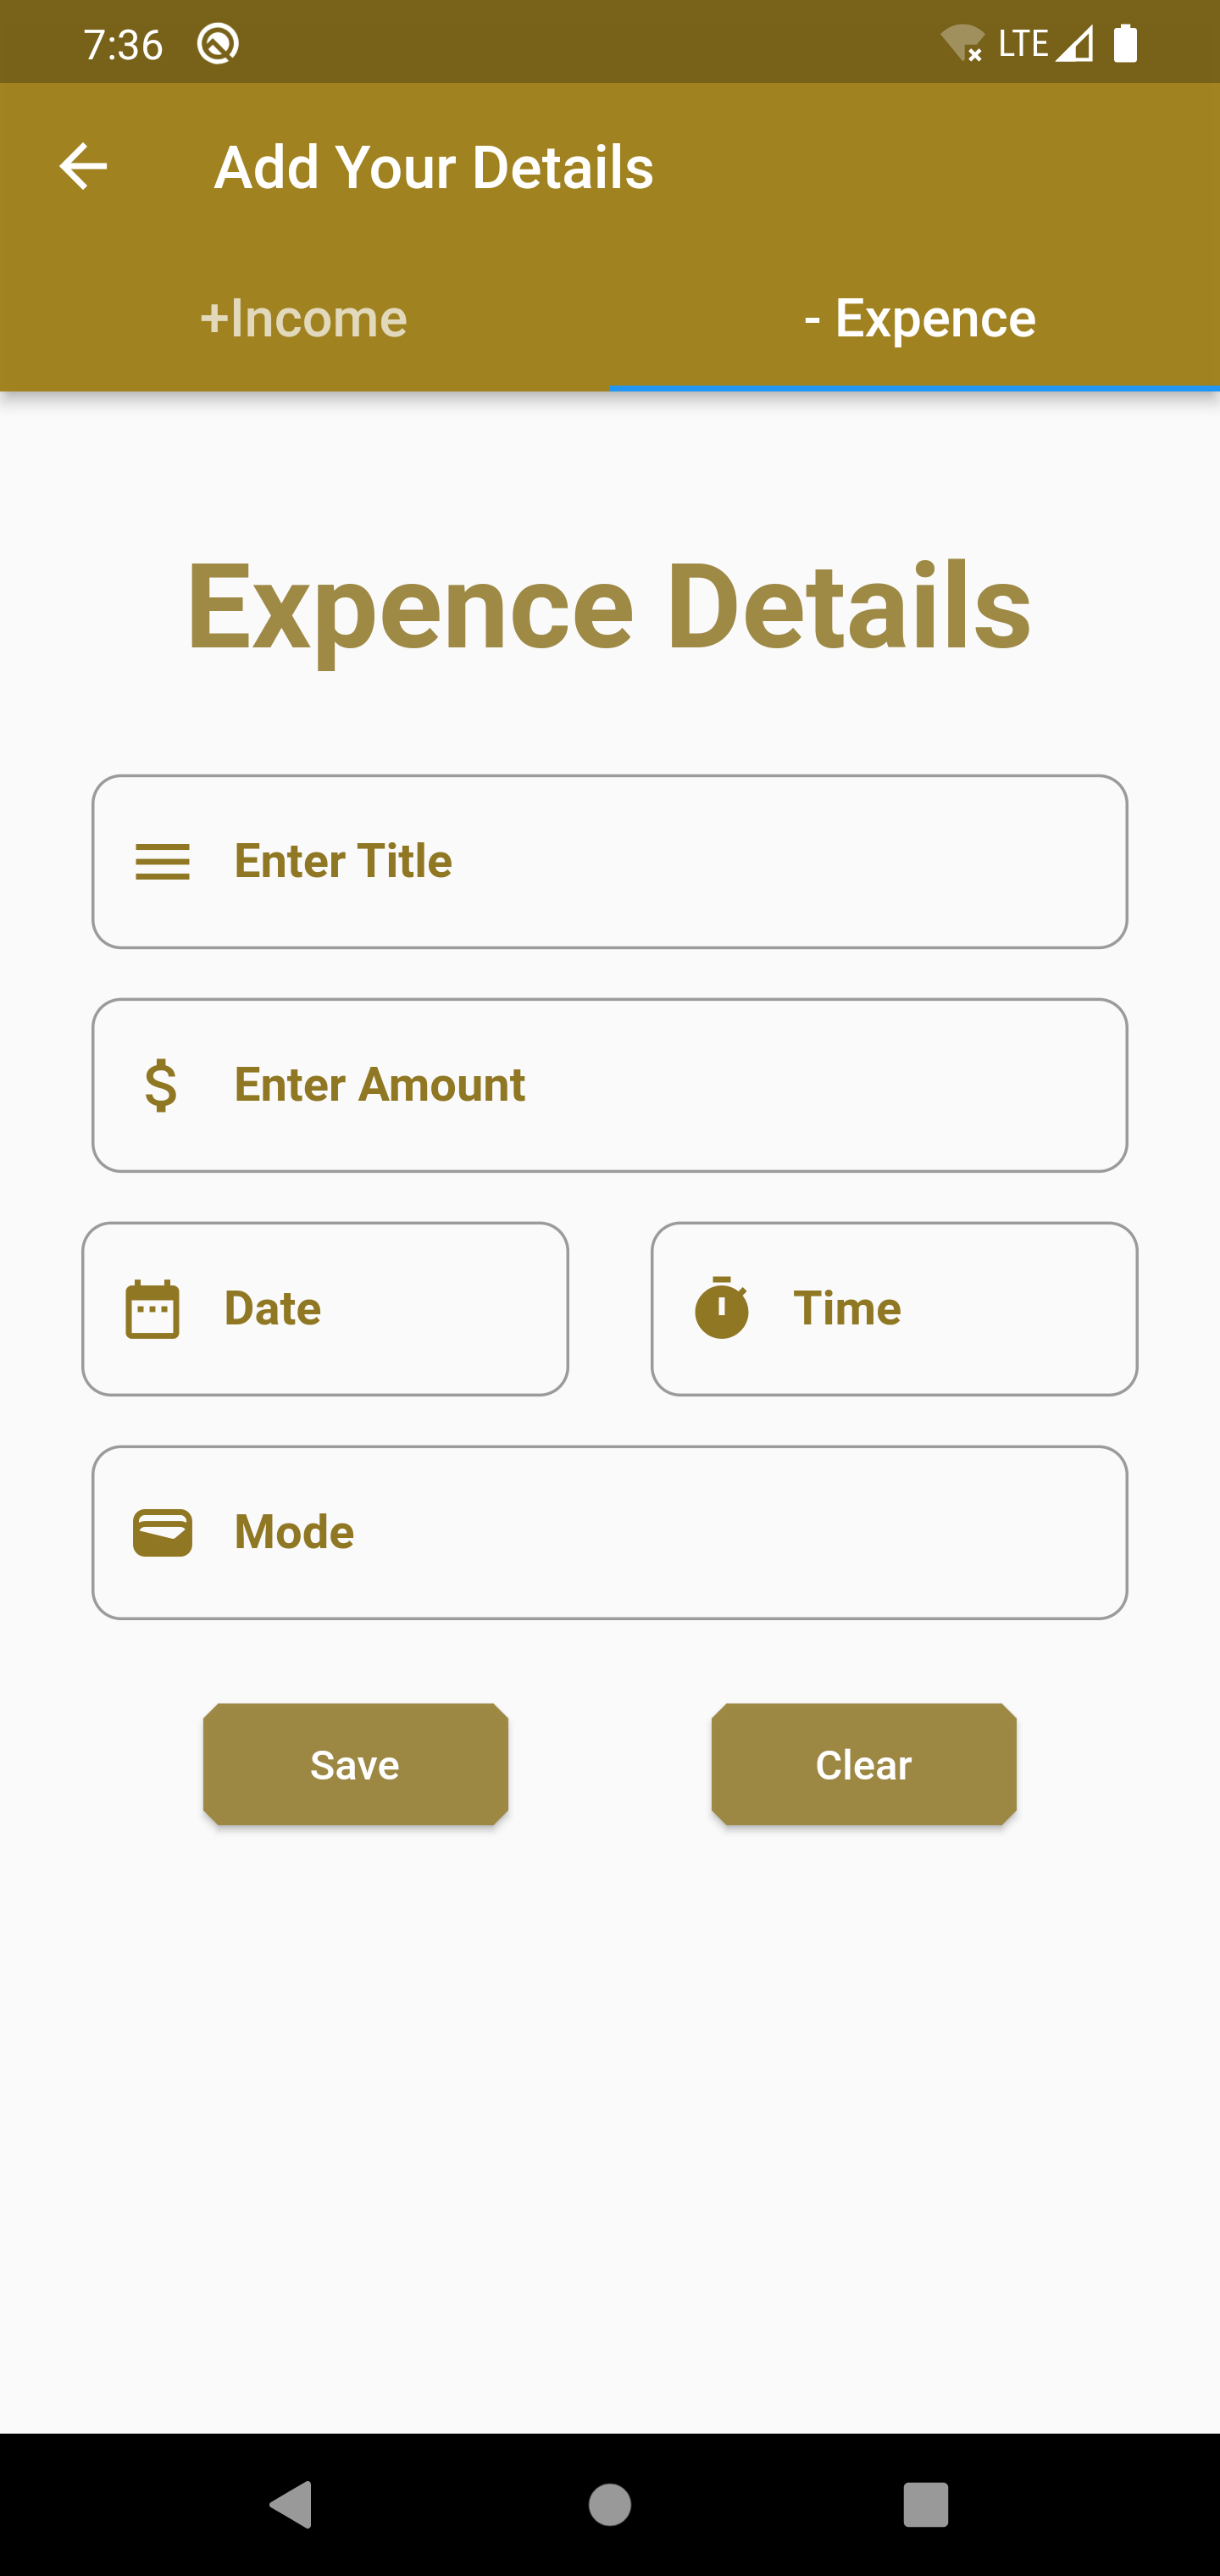 7:36 LTE
Add Your Details
+Income - Expence
Expence Details
Enter Title
$ Enter Amount
Date Time
Mode
Save Clear